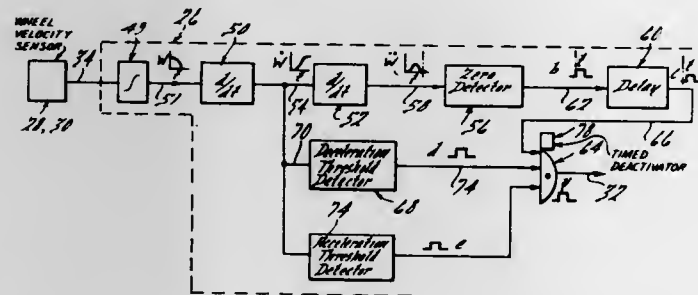 WHEEL VELOCITY SENSOR
28, 30
34
49
26
W
51
50
d/dt
Ẇ
54
d/dt
52
Ẅ
58
Zero Detector
56
b
t
62
60
Delay
c
t
66
78
64
TIMED DEACTIVATOR
32
70
Deceleration Threshold Detector
68
d
74
74
Acceleration Threshold Detector
e